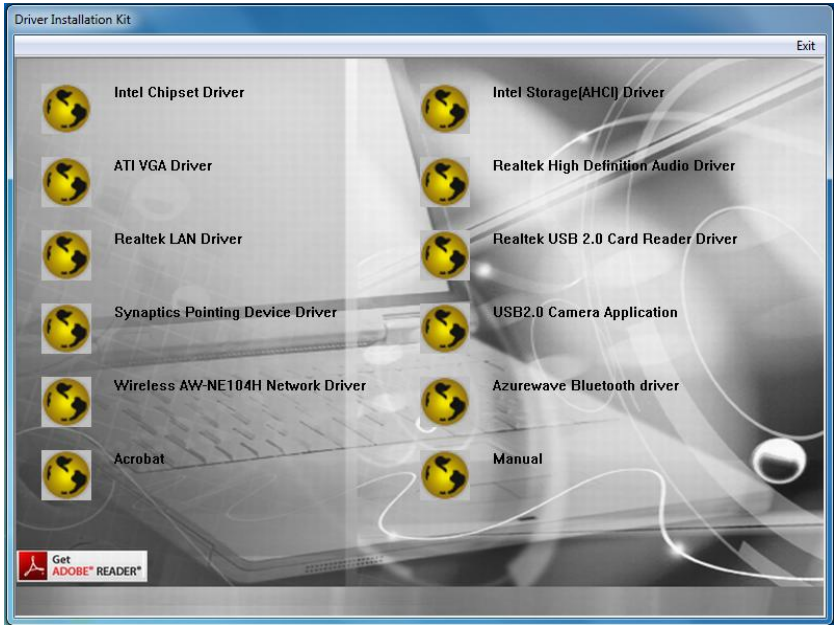 Driver Installation Kit
Exit
Intel Chipset Driver
Intel Storage(AHCI) Driver
ATI VGA Driver
Realtek High Definition Audio Driver
Realtek LAN Driver
Realtek USB 2.0 Card Reader Driver
Synaptics Pointing Device Driver
USB2.0 Camera Application
Wireless AW-NE104H Network Driver
Azurewave Bluetooth driver
Acrobat
Manual
Get
ADOBE® READER®